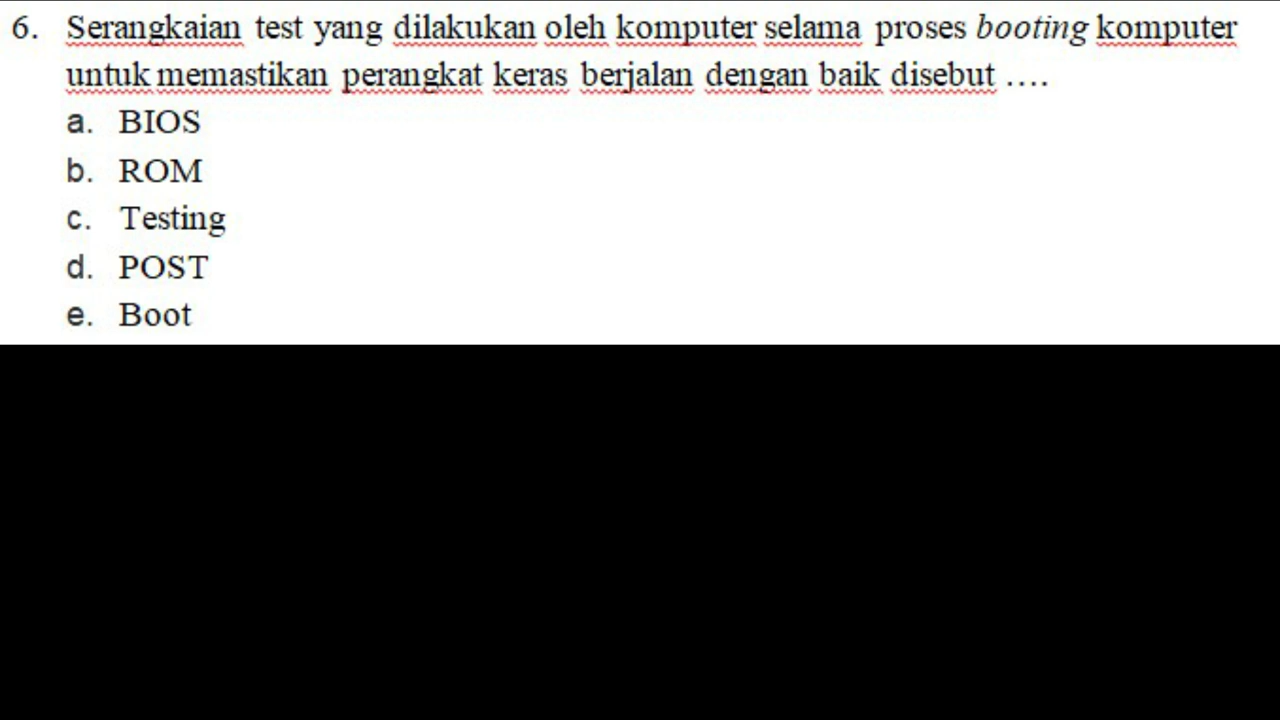 6. Serangkaian test yang dilakukan oleh komputer selama proses booting komputer
untuk memastikan perangkat keras berjalan dengan baik disebut ....
a. BIOS
b. ROM
c. Testing
d. POST
e. Boot